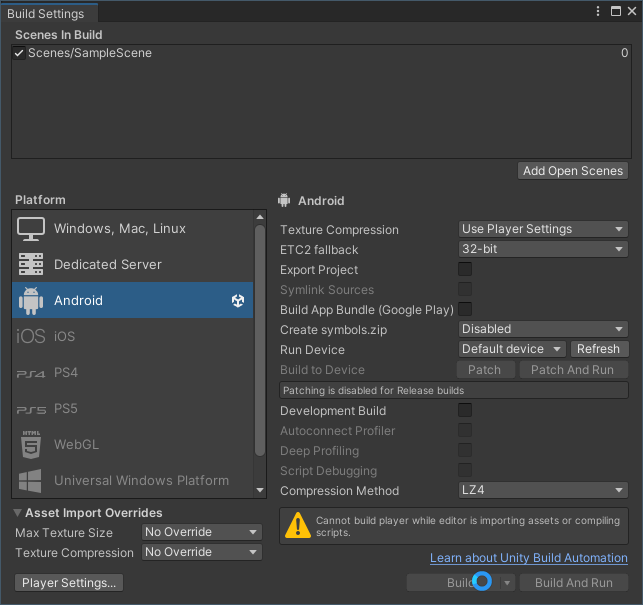 Build Settings
Scenes In Build
Scenes/SampleScene 0
Add Open Scenes
Platform
Windows, Mac, Linux
Dedicated Server
Android
iOS iOS
PS4 PS4
PS5 PS5
HTML 5 WebGL
Universal Windows Platform
Asset Import Overrides
Max Texture Size No Override
Texture Compression No Override
Player Settings...
Android
Texture Compression Use Player Settings
ETC2 fallback 32-bit
Export Project
Symlink Sources
Build App Bundle (Google Play)
Create symbols.zip Disabled
Run Device Default device Refresh
Build to Device Patch Patch And Run
Patching is disabled for Release builds
Development Build
Autoconnect Profiler
Deep Profiling
Script Debugging
Compression Method LZ4
Cannot build player while editor is importing assets or compiling
scripts.
Learn about Unity Build Automation
Build Build And Run